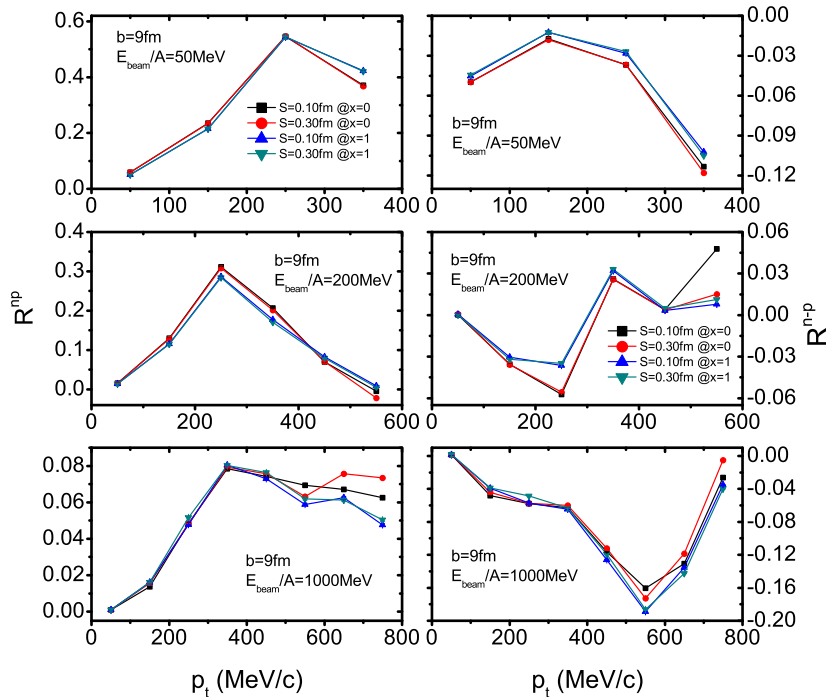 b=9fm
E_beam/A=50MeV
S=0.10fm @x=0
S=0.30fm @x=0
S=0.10fm @x=1
S=0.30fm @x=1
0.6
0.4
0.2
0.0
0 100 200 300 400
b=9fm
E_beam/A=50MeV
0.00
-0.03
-0.06
-0.09
-0.12
0 100 200 300 400
R^np
b=9fm
E_beam/A=200MeV
0.4
0.3
0.2
0.1
0.0
0 200 400 600
b=9fm
E_beam/A=200MeV
S=0.10fm @x=0
S=0.30fm @x=0
S=0.10fm @x=1
S=0.30fm @x=1
0.06
0.03
0.00
-0.03
-0.06
0 100 200 300 400 500 600
R^n-p
b=9fm
E_beam/A=1000MeV
0.08
0.06
0.04
0.02
0.00
0 200 400 600 800
p_t (MeV/c)
b=9fm
E_beam/A=1000MeV
0.00
-0.04
-0.08
-0.12
-0.16
-0.20
0 200 400 600 800
p_t (MeV/c)